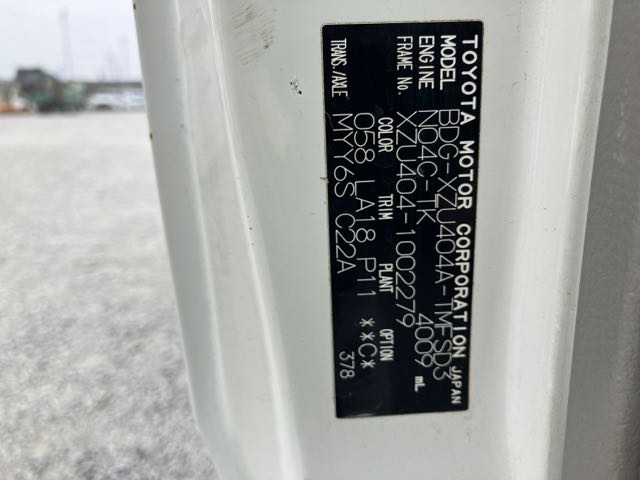 TOYOTA MOTOR CORPORATION JAPAN
MODEL BDG-XZU404A-TMFSD3
ENGINE N04C-TK 4009 mL
FRAME No. XZU404-1002279
COLOR TRIM PLANT OPTION
058 LA18 P11 **C*
TRANS./AXLE MYY6S C22A 378